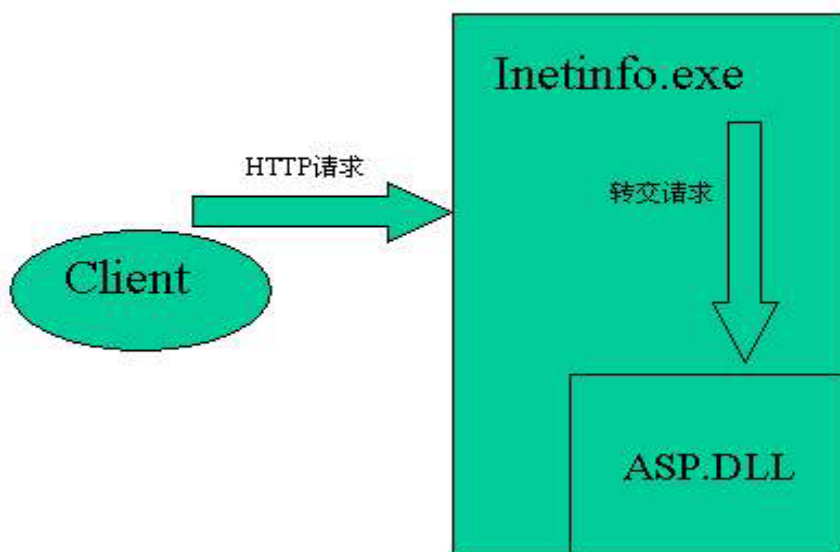 Inetinfo.exe
HTTP请求
转交请求
Client
ASP.DLL